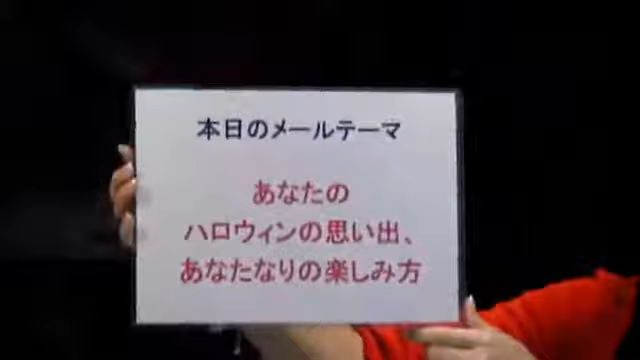 本日のメールテーマ
あなたの
ハロウィンの思い出、
あなたなりの楽しみ方